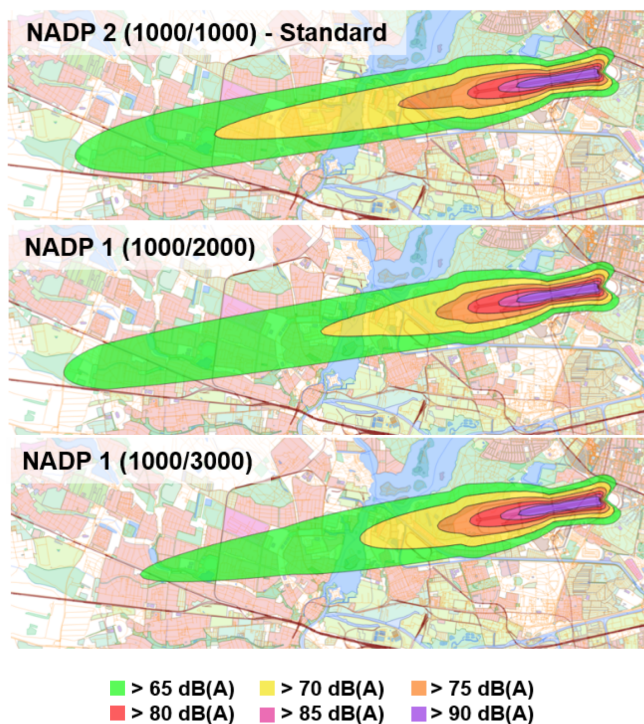 NADP 2 (1000/1000) - Standard
NADP 1 (1000/2000)
NADP 1 (1000/3000)
> 65 dB(A) > 70 dB(A) > 75 dB(A)
> 80 dB(A) > 85 dB(A) > 90 dB(A)